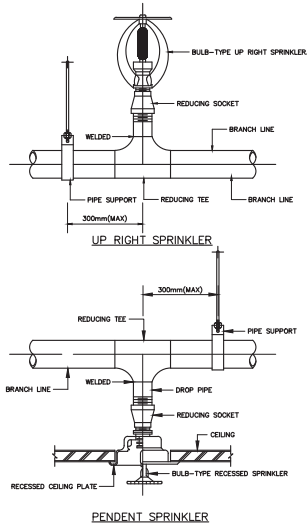 BULB-TYPE UP RIGHT SPRINKLER
REDUCING SOCKET
WELDED
BRANCH LINE
PIPE SUPPORT
REDUCING TEE
BRANCH LINE
300mm(MAX)
UP RIGHT SPRINKLER
300mm(MAX)
REDUCING TEE
PIPE SUPPORT
BRANCH LINE
WELDED
DROP PIPE
REDUCING SOCKET
CEILING
BULB-TYPE RECESSED SPRINKLER
RECESSED CEILING PLATE
PENDENT SPRINKLER